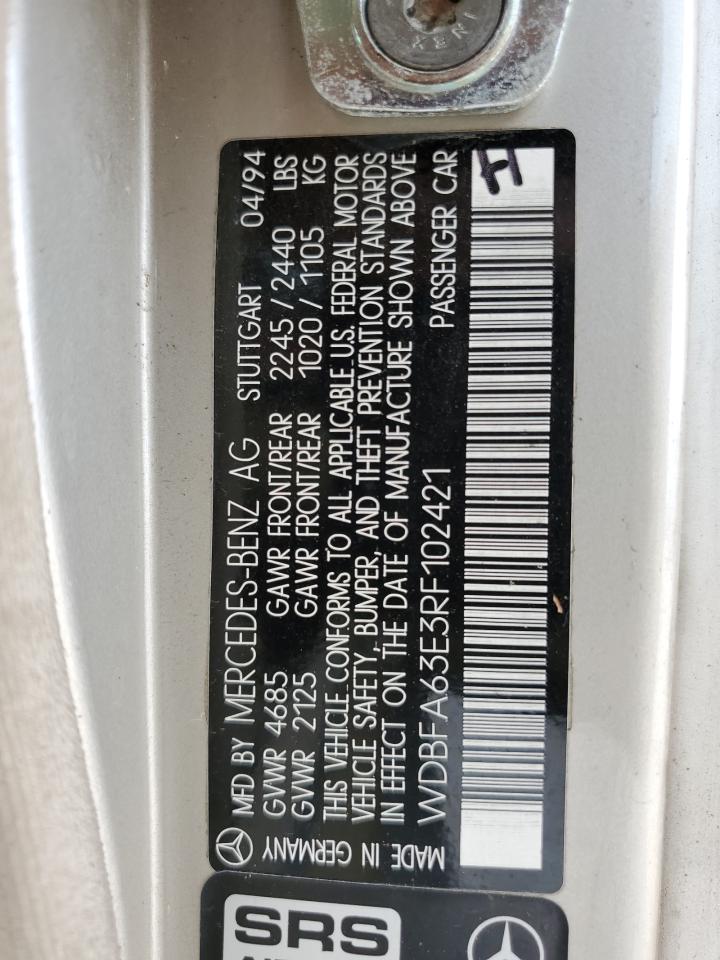 XENI
MFD BY MERCEDES-BENZ AG STUTTGART 04/94
GVWR 4685 GAWR FRONT/REAR 2245 / 2440 LBS
GVWR 2125 GAWR FRONT/REAR 1020 / 1105 KG
THIS VEHICLE CONFORMS TO ALL APPLICABLE U.S. FEDERAL MOTOR
VEHICLE SAFETY, BUMPER, AND THEFT PREVENTION STANDARDS
IN EFFECT ON THE DATE OF MANUFACTURE SHOWN ABOVE
WDBFA63E3RF102421 PASSENGER CAR
MADE IN GERMANY
H
SRS